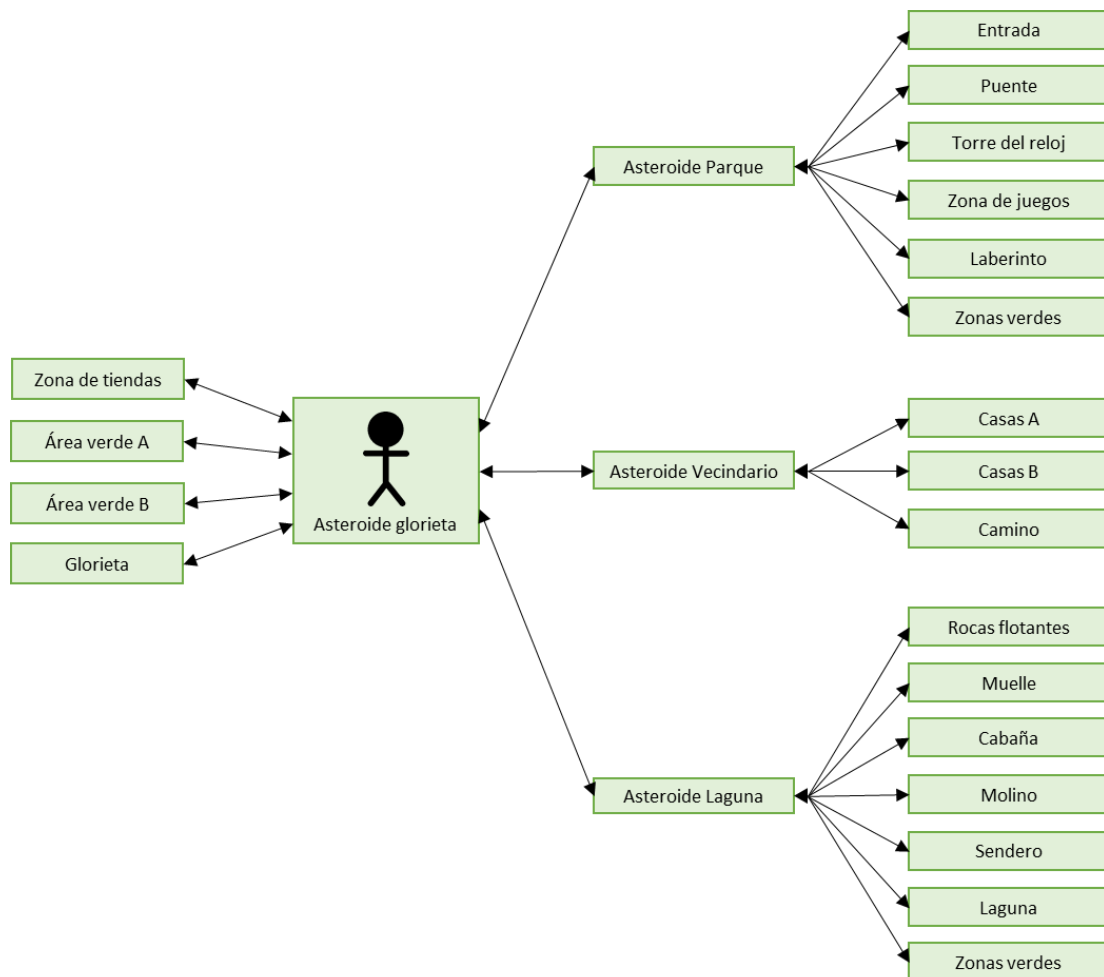 Entrada
Puente
Torre del reloj
Asteroide Parque
Zona de juegos
Laberinto
Zonas verdes
Zona de tiendas
Área verde A
Área verde B
Glorieta
Asteroide glorieta
Casas A
Asteroide Vecindario
Casas B
Camino
Rocas flotantes
Muelle
Cabaña
Asteroide Laguna
Molino
Sendero
Laguna
Zonas verdes